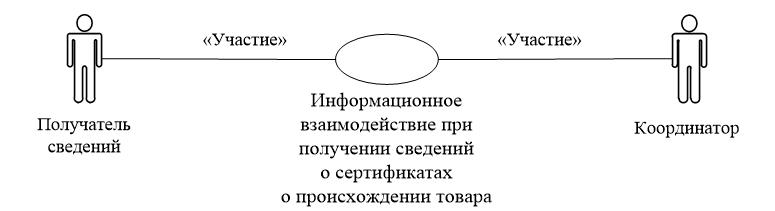 «Участие»
«Участие»
Получатель
сведений
Информационное
взаимодействие при
получении сведений
о сертификатах
о происхождении товара
Координатор